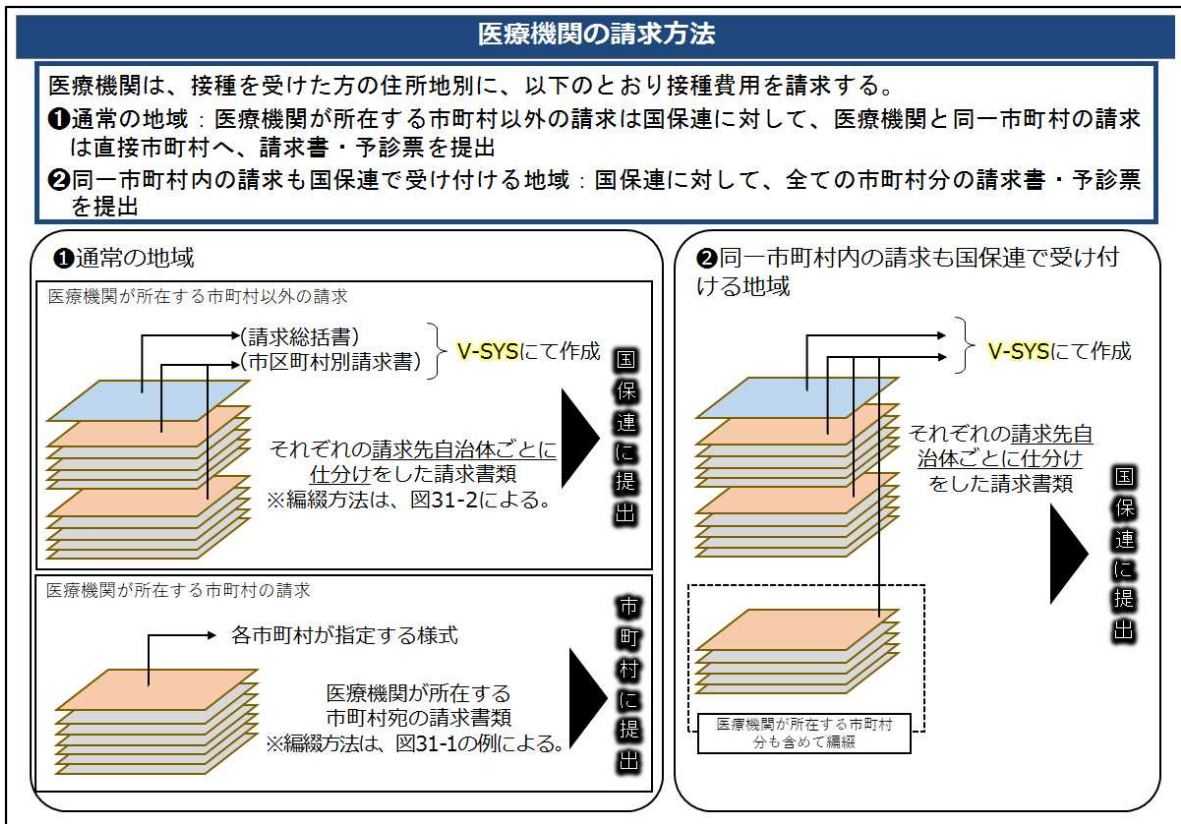 医療機関の請求方法
医療機関は、接種を受けた方の住所地別に、以下のとおり接種費用を請求する。
❶通常の地域：医療機関が所在する市町村以外の請求は国保連に対して、医療機関と同一市町村の請求
は直接市町村へ、請求書・予診票を提出
❷同一市町村内の請求も国保連で受け付ける地域：国保連に対して、全ての市町村分の請求書・予診票
を提出
❶通常の地域
医療機関が所在する市町村以外の請求
(請求総括書)
(市区町村別請求書)
V-SYSにて作成
それぞれの請求先自治体ごとに
仕分けをした請求書類
※編綴方法は、図31-2による。
国保連に提出
医療機関が所在する市町村の請求
各市町村が指定する様式
医療機関が所在する
市町村宛の請求書類
※編綴方法は、図31-1の例による。
市町村に提出
❷同一市町村内の請求も国保連で受け付
ける地域
V-SYSにて作成
それぞれの請求先自
治体ごとに仕分け
をした請求書類
国保連に提出
医療機関が所在する市町村
分も含めて編綴